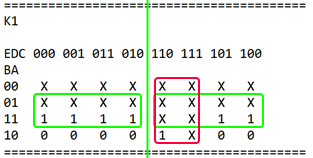 ============================================
K1
EDC 000 001 011 010 110 111 101 100
BA
00 X X X X X X X X
01 X X X X X X X X
11 1 1 1 1 X X 1 1
10 0 0 0 0 1 X 0 0
============================================